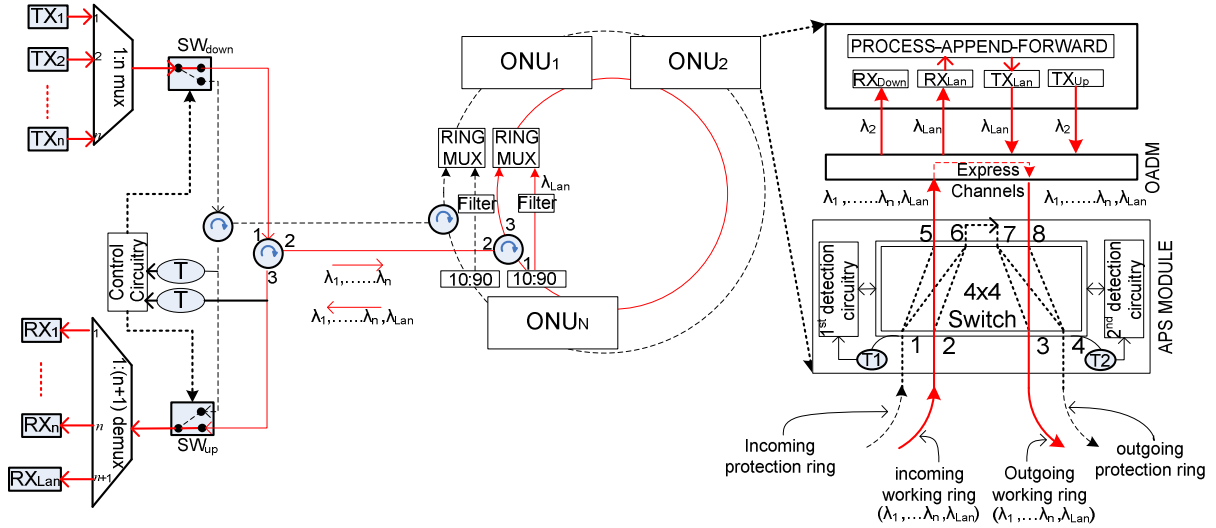 TX1
1
TX2
2
TXn
n
1:n mux
SWdown
Control
Circuitry
T
T
RX1
1
RXn
n
RXLan
n+1
1:(n+1) demux
SWup
1
2
3
λ1,......λn
λ1,......λn,λLan
ONU1
ONU2
ONUN
RING
MUX
RING
MUX
λLan
Filter
Filter
3
2
1
10:90
10:90
PROCESS-APPEND-FORWARD
RXDown
RXLan
TXLan
TXUp
λ2
λLan
λLan
λ2
Express
Channels
OADM
λ1,......λn,λLan
λ1,......λn,λLan
5
6
7
8
1st detection
circuitry
4x4
Switch
2nd detection
circuitry
APS MODULE
1
2
3
4
T1
T2
Incoming
protection ring
incoming
working ring
(λ1,...λn,λLan)
Outgoing
working ring
(λ1,...λn,λLan)
outgoing
protection ring